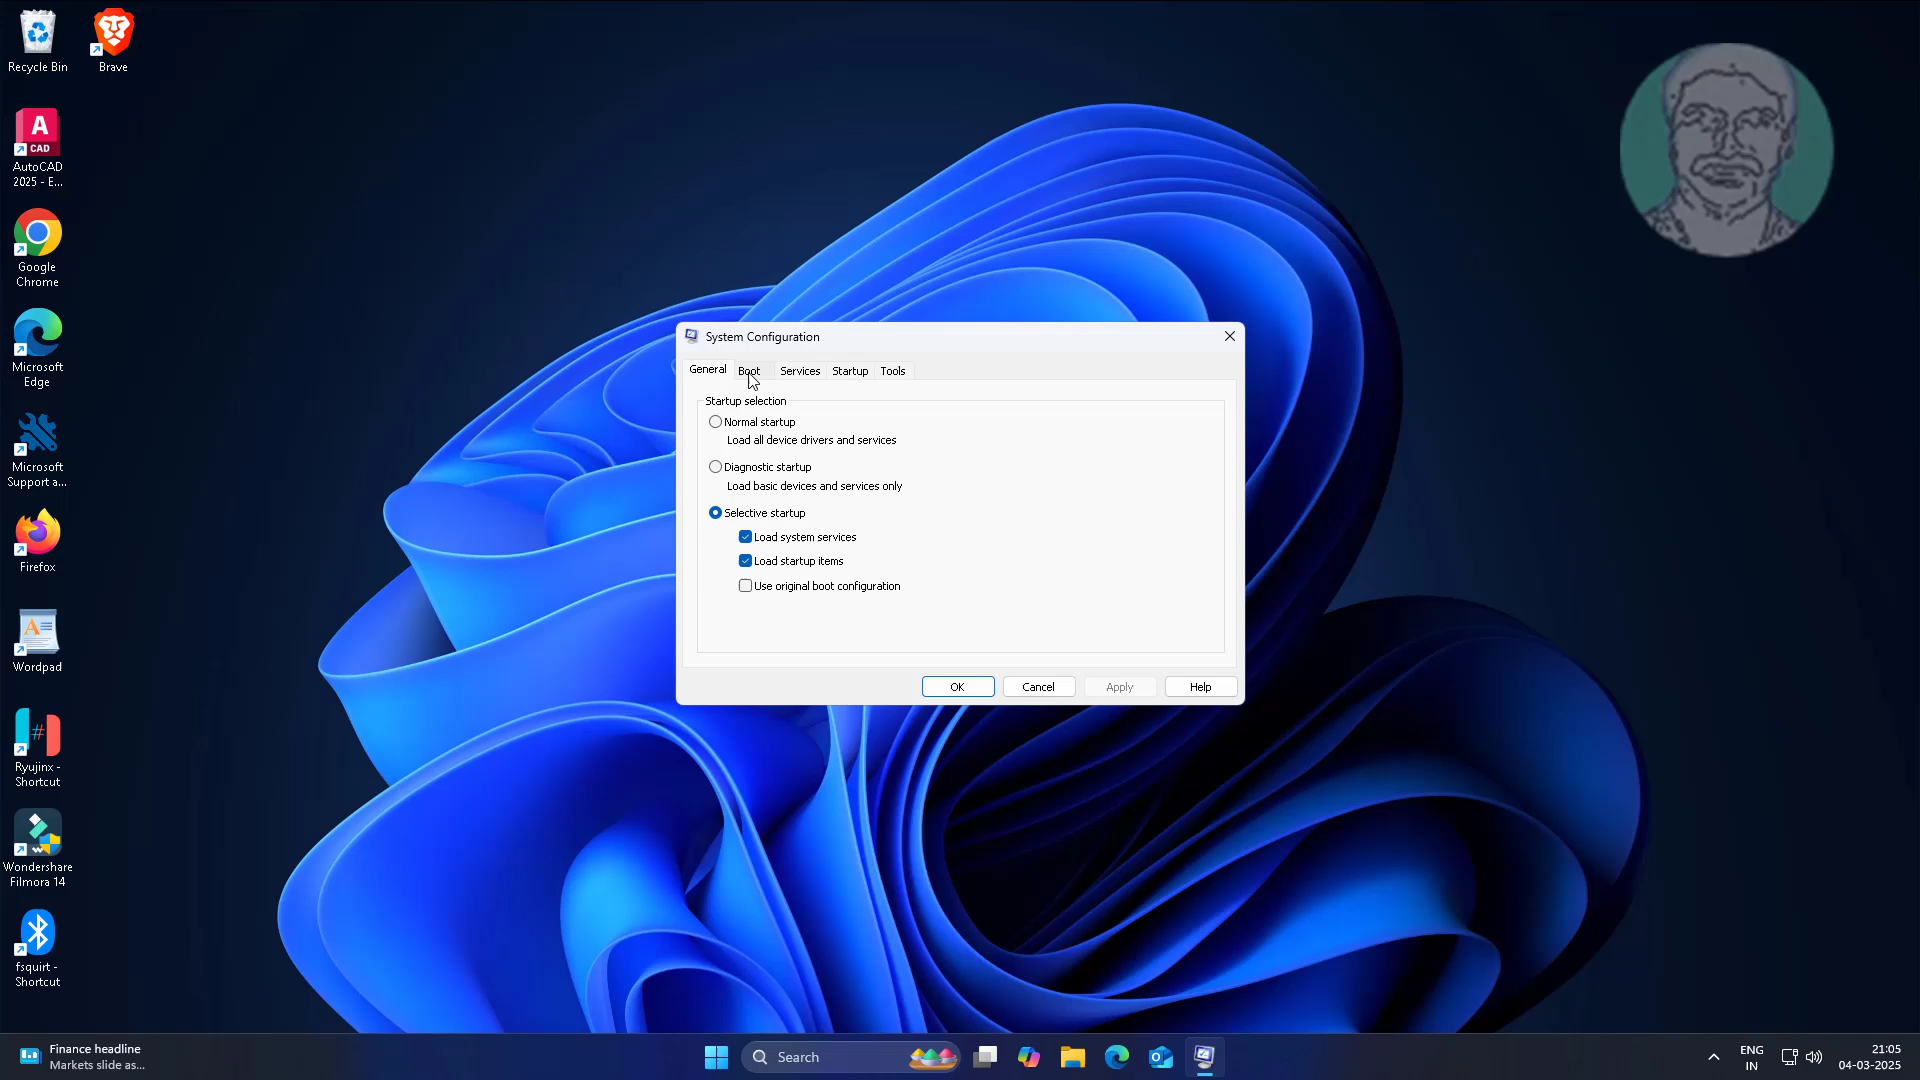 Recycle Bin
Brave
A
CAD
AutoCAD
2025 - E...
Google
Chrome
Microsoft
Edge
Microsoft
Support a...
Firefox
Wordpad
Ryujinx -
Shortcut
Wondershare
Filmora 14
fsquirt -
Shortcut
System Configuration
General Boot Services Startup Tools
Startup selection
Normal startup
Load all device drivers and services
Diagnostic startup
Load basic devices and services only
Selective startup
Load system services
Load startup items
Use original boot configuration
OK Cancel Apply Help
Finance headline
Markets slide as...
Search
ENG
IN
21:05
04-03-2025